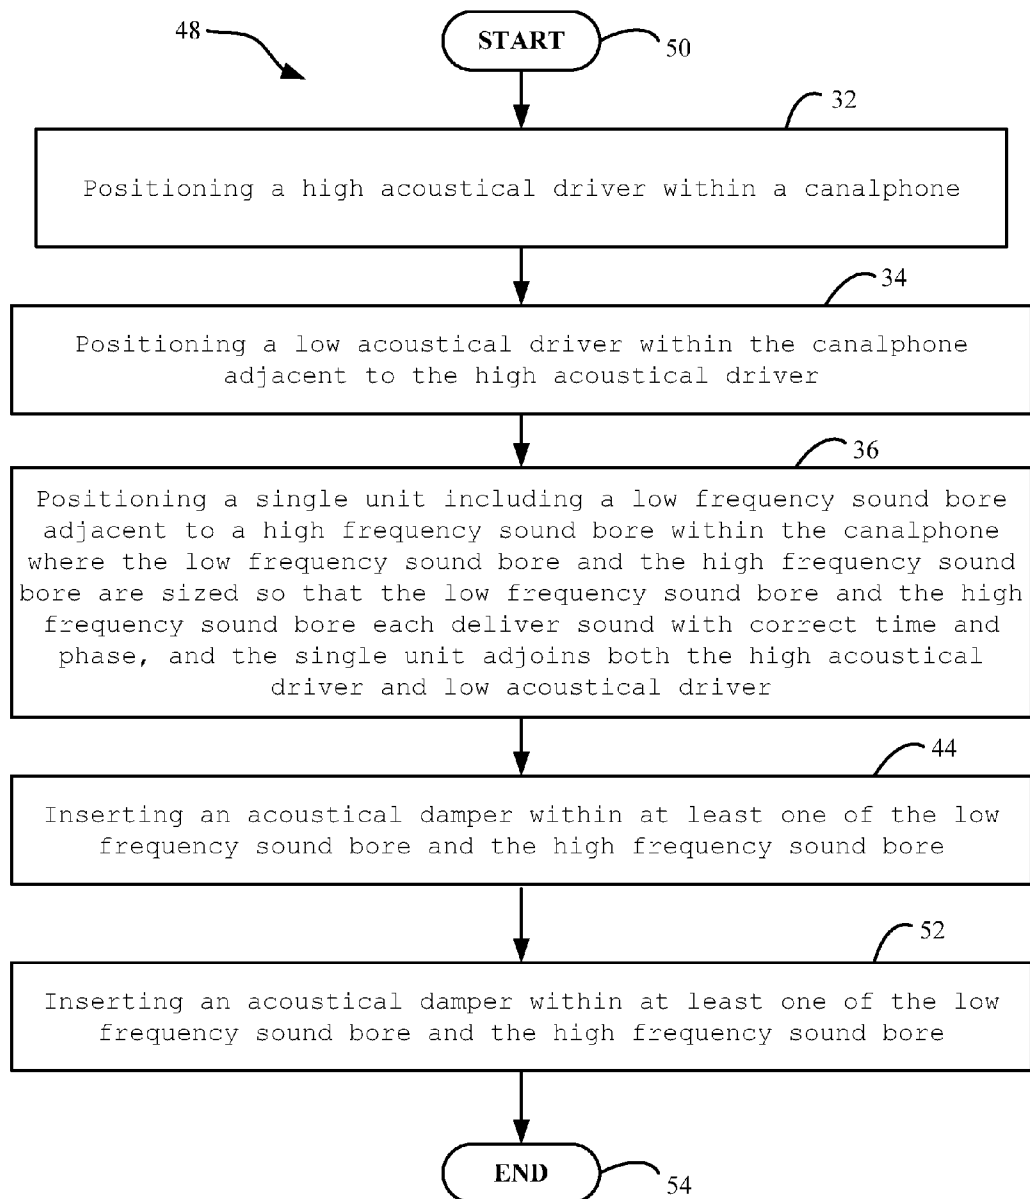 48
START
50
32
Positioning a high acoustical driver within a canalphone
34
Positioning a low acoustical driver within the canalphone
adjacent to the high acoustical driver
36
Positioning a single unit including a low frequency sound bore
adjacent to a high frequency sound bore within the canalphone
where the low frequency sound bore and the high frequency sound
bore are sized so that the low frequency sound bore and the high
frequency sound bore each deliver sound with correct time and
phase, and the single unit adjoins both the high acoustical
driver and low acoustical driver
44
Inserting an acoustical damper within at least one of the low
frequency sound bore and the high frequency sound bore
52
Inserting an acoustical damper within at least one of the low
frequency sound bore and the high frequency sound bore
END
54